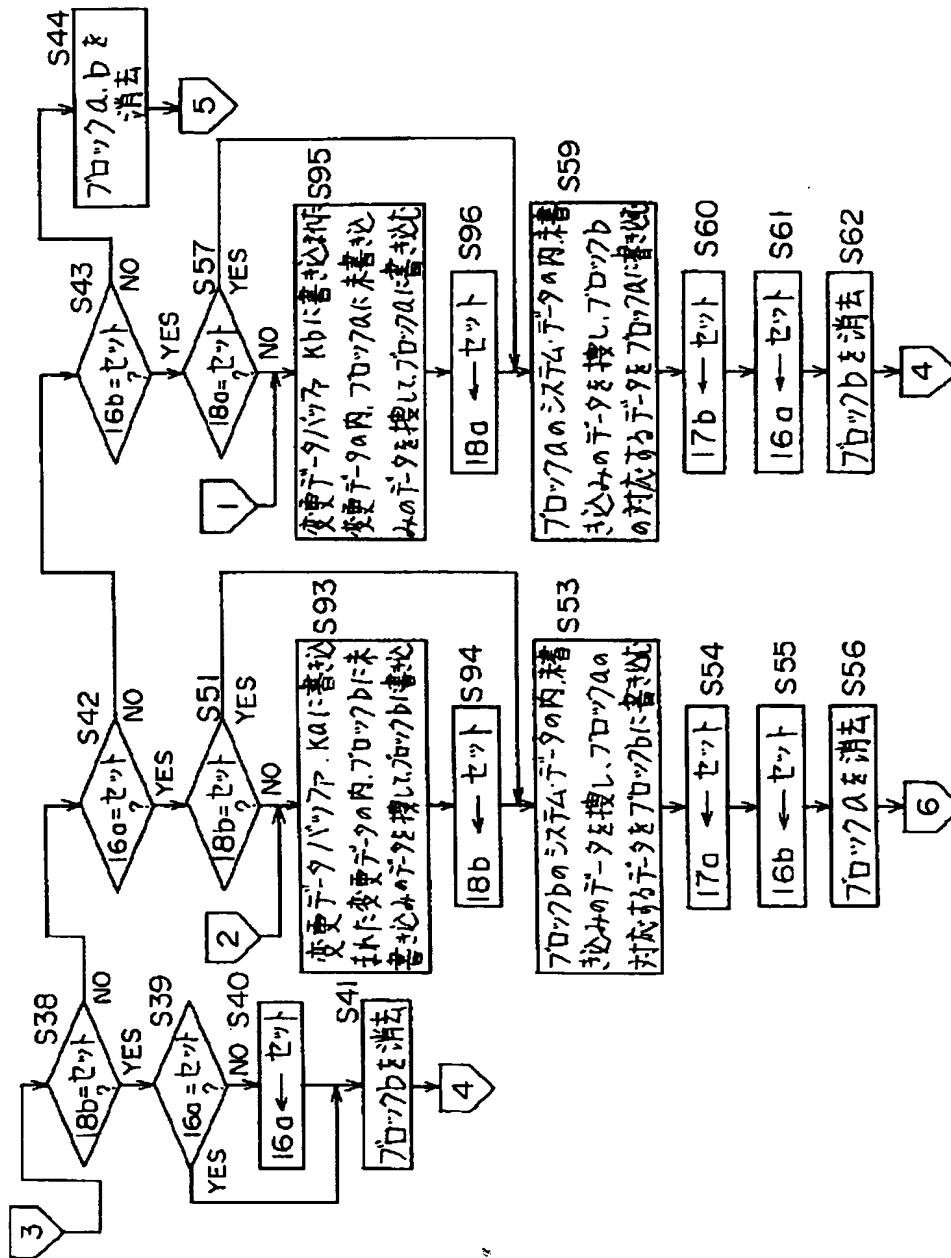 3
S38
18b=セット
?
NO
YES
S39
16a=セット
?
YES
NO
S40
16a←セット
S41
ブロックbを消去
4
S42
16a=セット
?
NO
YES
S51
18b=セット
?
YES
NO
2
S93
変更データバッファ Kaに書き込
まれた変更データの内、ブロックbに未
書き込みのデータを捜してブロックbに書き込む
S94
18b←セット
S53
ブロックbのシステム・データの内、未書
き込みのデータを捜し、ブロックaの
対応するデータをブロックbに書き込む
S54
17a←セット
S55
16b←セット
S56
ブロックaを消去
6
S43
16b=セット
?
NO
YES
S57
18a=セット
?
YES
NO
1
S95
変更データバッファ Kbに書き込まれた
変更データの内、ブロックaに未書き込
みのデータを捜してブロックaに書き込む
S96
18a←セット
S59
ブロックaのシステム・データの内、未書
き込みのデータを捜し、ブロックb
の対応するデータをブロックaに書き込む
S60
17b←セット
S61
16a←セット
S62
ブロックbを消去
4
S44
ブロックa.bを
消去
5